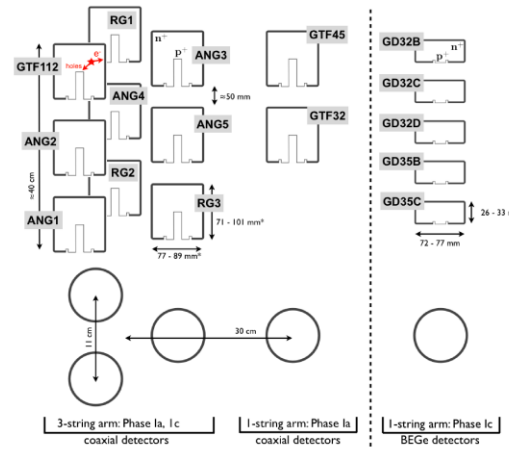 RG1
n+
p+
ANG3
GTF45
GD32B
n+
p+
e-
holes
GTF112
ANG4
≈50 mm
GD32C
GTF32
GD32D
ANG2
ANG5
≈40 cm
RG2
GD35B
ANG1
RG3
71 - 101 mm*
GD35C
26 - 33
72 - 77 mm
77 - 89 mm*
11 cm
30 cm
3-string arm: Phase Ia, Ic
coaxial detectors
1-string arm: Phase Ia
coaxial detectors
1-string arm: Phase Ic
BEGe detectors